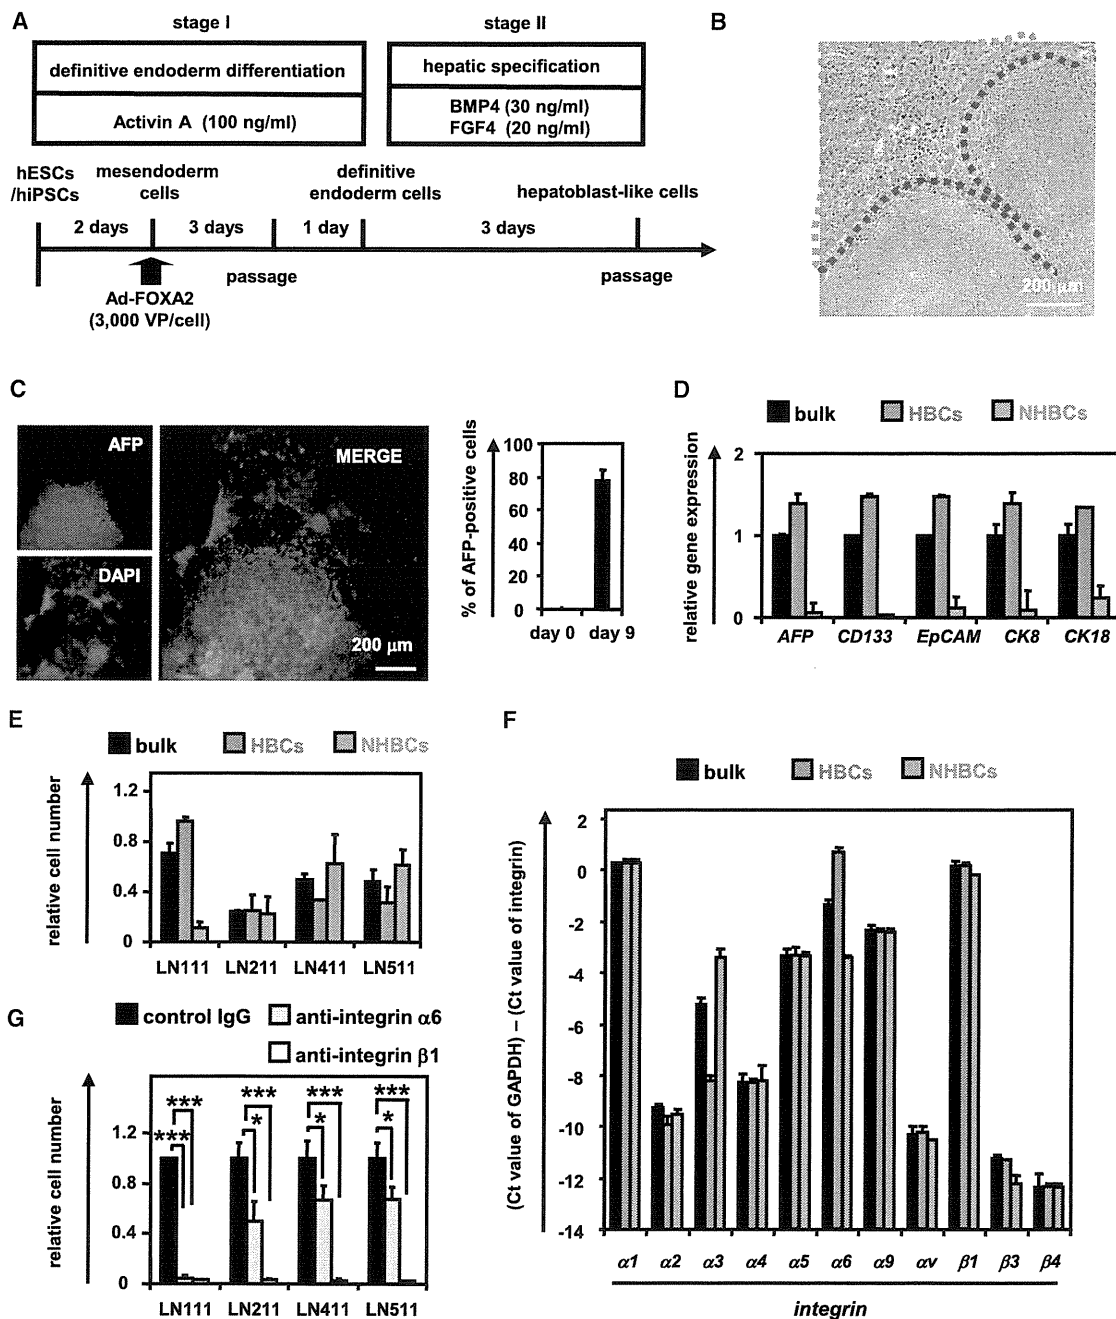 A
stage I
stage II
definitive endoderm differentiation
hepatic specification
Activin A (100 ng/ml)
BMP4 (30 ng/ml)
FGF4 (20 ng/ml)
hESCs
/hiPSCs
mesendoderm
cells
definitive
endoderm cells
hepatoblast-like cells
2 days
3 days
1 day
3 days
passage
passage
Ad-FOXA2
(3,000 VP/cell)
B
200 μm
C
AFP
DAPI
MERGE
200 μm
% of AFP-positive cells
100
80
60
40
20
0
day 0
day 9
D
bulk
HBCs
NHBCs
relative gene expression
2
1
0
AFP
CD133
EpCAM
CK8
CK18
E
bulk
HBCs
NHBCs
relative cell number
1.2
0.8
0.4
0
LN111
LN211
LN411
LN511
F
bulk
HBCs
NHBCs
(Ct value of GAPDH) – (Ct value of integrin)
2
0
-2
-4
-6
-8
-10
-12
-14
α1
α2
α3
α4
α5
α6
α9
αv
β1
β3
β4
integrin
G
control IgG
anti-integrin α6
anti-integrin β1
relative cell number
1.2
0.8
0.4
0
***
***
***
*
***
*
***
*
LN111
LN211
LN411
LN511